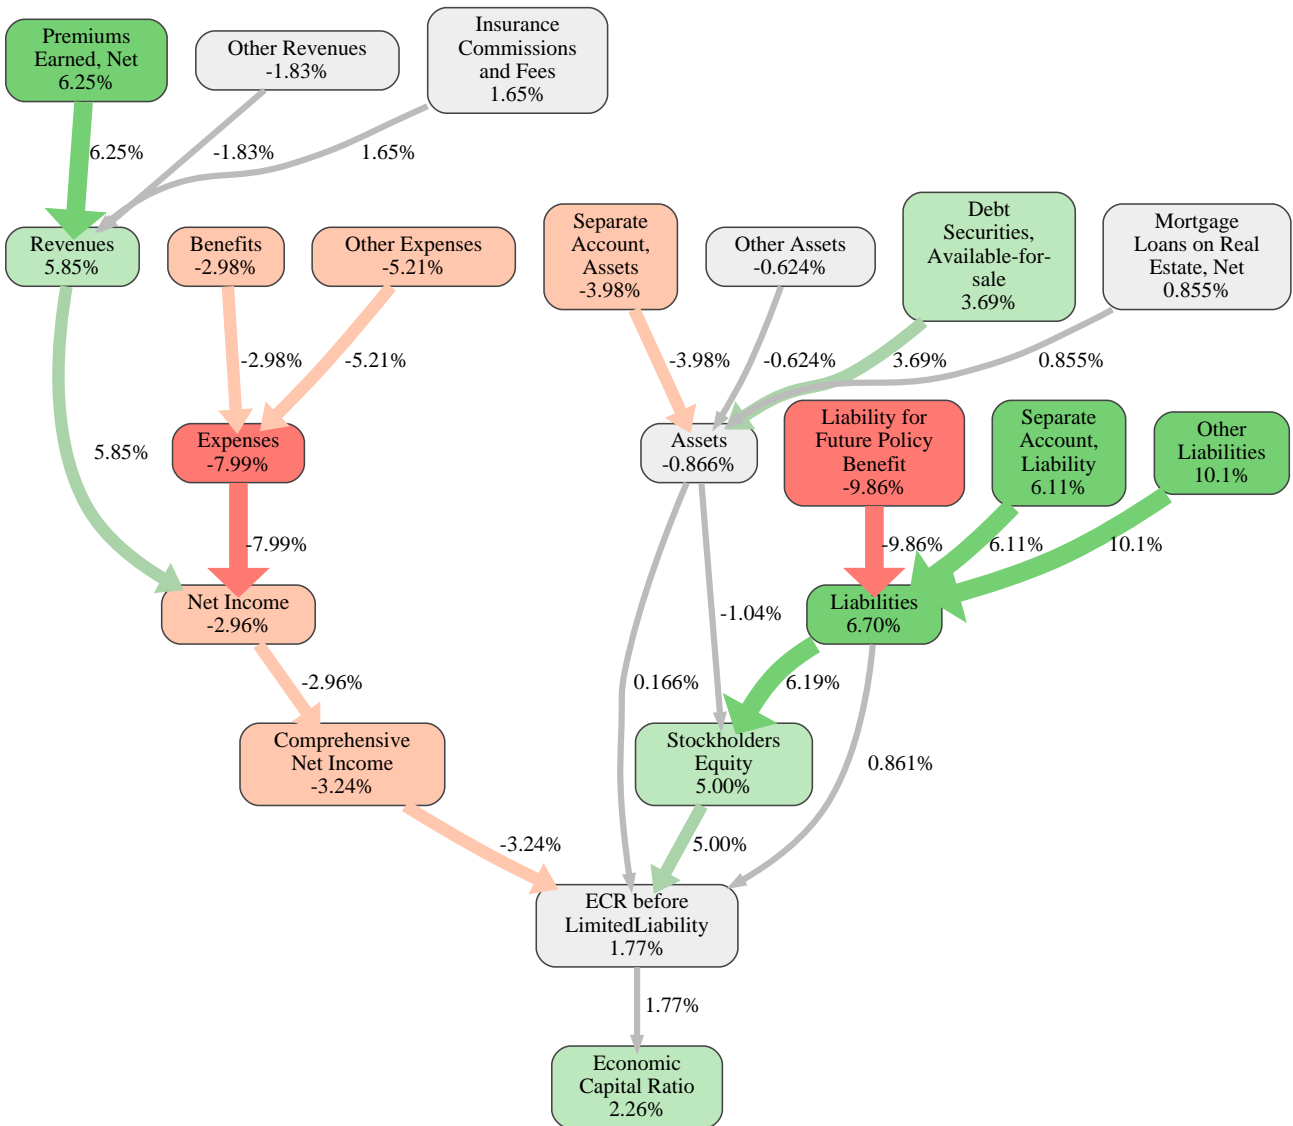 Premiums
Earned, Net
6.25%
Other Revenues
-1.83%
Insurance
Commissions
and Fees
1.65%
6.25%
-1.83%
1.65%
Revenues
5.85%
Benefits
-2.98%
Other Expenses
-5.21%
Separate
Account,
Assets
-3.98%
Other Assets
-0.624%
Debt
Securities,
Available-for-
sale
3.69%
Mortgage
Loans on Real
Estate, Net
0.855%
-2.98%
-5.21%
-3.98%
-0.624%
3.69%
0.855%
5.85%
Expenses
-7.99%
Assets
-0.866%
Liability for
Future Policy
Benefit
-9.86%
Separate
Account,
Liability
6.11%
Other
Liabilities
10.1%
-7.99%
-9.86%
6.11%
10.1%
Net Income
-2.96%
-1.04%
Liabilities
6.70%
-2.96%
0.166%
6.19%
Comprehensive
Net Income
-3.24%
Stockholders
Equity
5.00%
0.861%
-3.24%
5.00%
ECR before
LimitedLiability
1.77%
1.77%
Economic
Capital Ratio
2.26%